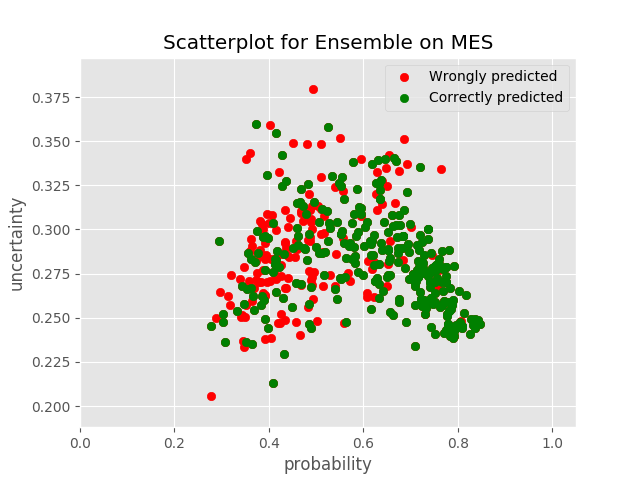 Scatterplot for Ensemble on MES
Wrongly predicted
Correctly predicted
0.375
0.350
0.325
0.300
0.275
0.250
0.225
0.200
uncertainty
0.0 0.2 0.4 0.6 0.8 1.0
probability